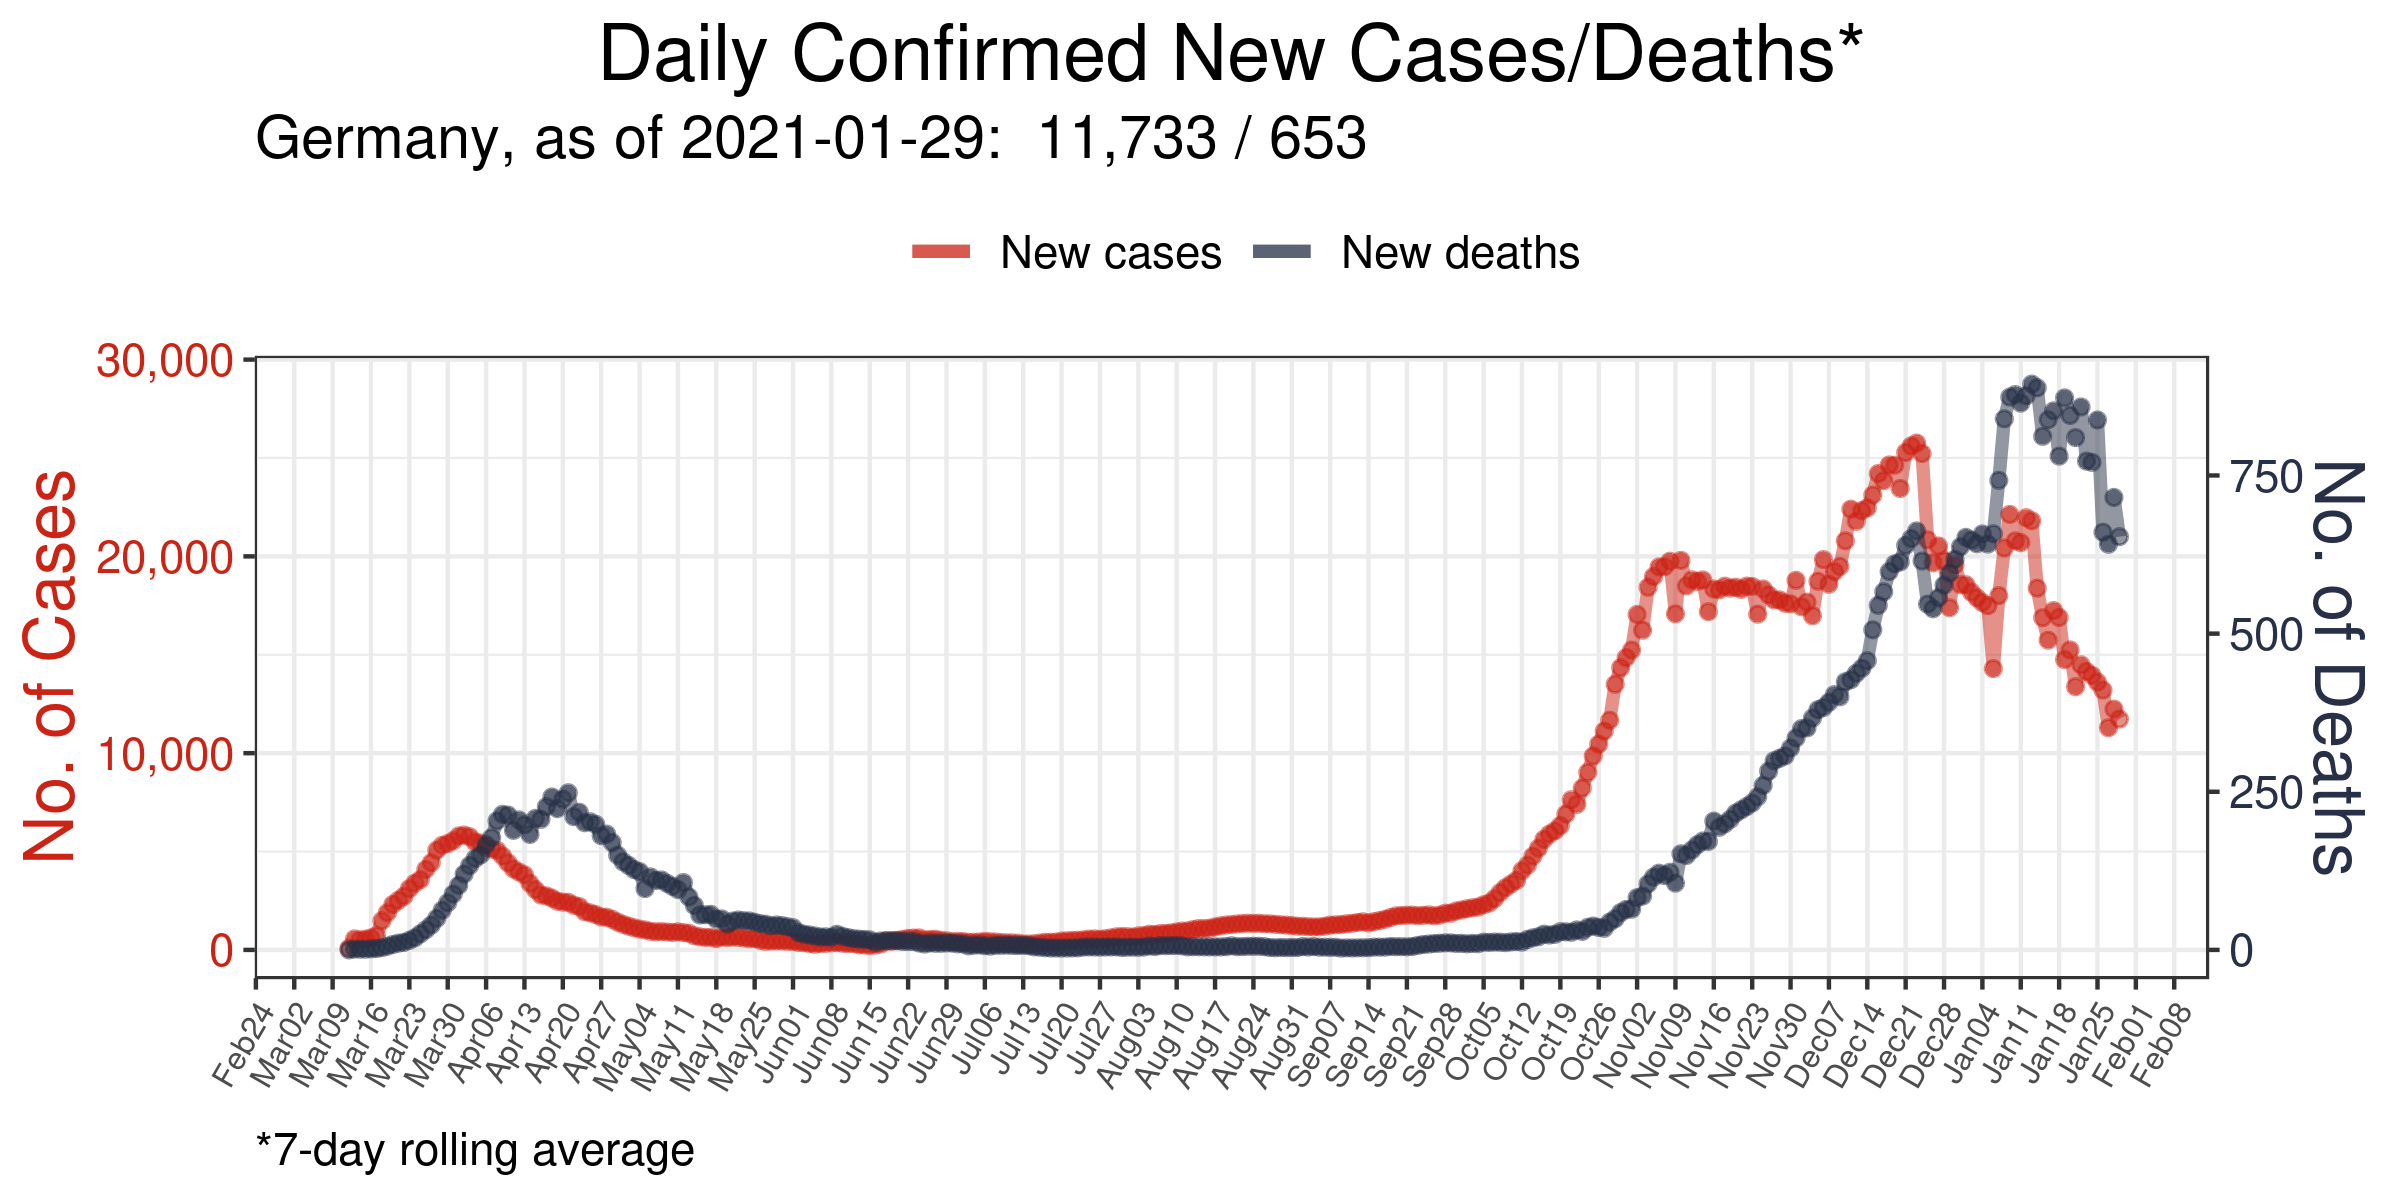 Daily Confirmed New Cases/Deaths*
Germany, as of 2021-01-29:  11,733 / 653
New cases
New deaths
No. of Cases
30,000
20,000
10,000
0
750
500
250
0
No. of Deaths
Feb24
Mar02
Mar09
Mar16
Mar23
Mar30
Apr06
Apr13
Apr20
Apr27
May04
May11
May18
May25
Jun01
Jun08
Jun15
Jun22
Jun29
Jul06
Jul13
Jul20
Jul27
Aug03
Aug10
Aug17
Aug24
Aug31
Sep07
Sep14
Sep21
Sep28
Oct05
Oct12
Oct19
Oct26
Nov02
Nov09
Nov16
Nov23
Nov30
Dec07
Dec14
Dec21
Dec28
Jan04
Jan11
Jan18
Jan25
Feb01
Feb08
*7-day rolling average